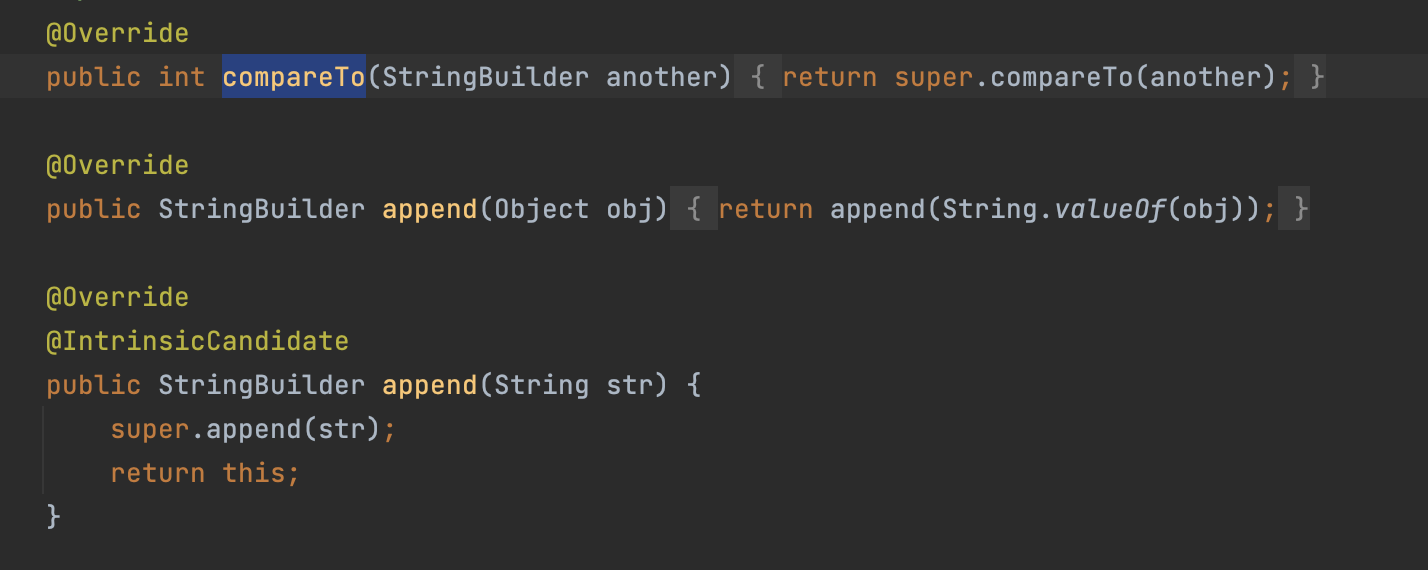 @Override
public int compareTo(StringBuilder another) { return super.compareTo(another); }
@Override
public StringBuilder append(Object obj) { return append(String.valueOf(obj)); }
@Override
@IntrinsicCandidate
public StringBuilder append(String str) {
super.append(str);
return this;
}